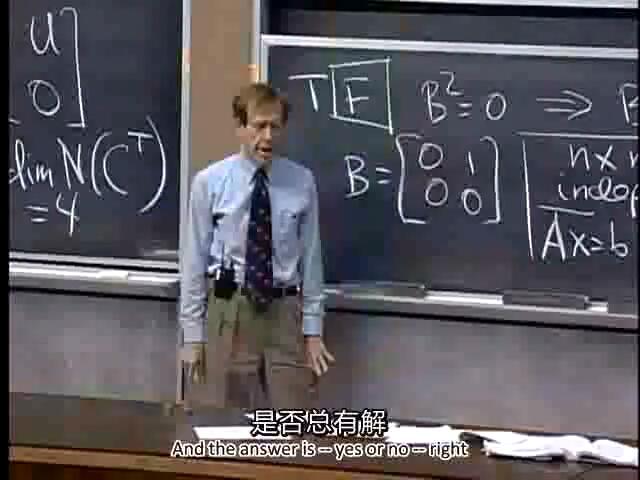 U
0
dim N(Cᵀ)
=4
T F B²=0 ⇒
B= [0 1
0 0]
n x
indep
Ax=b
是否总有解
And the answer is -- yes or no -- right